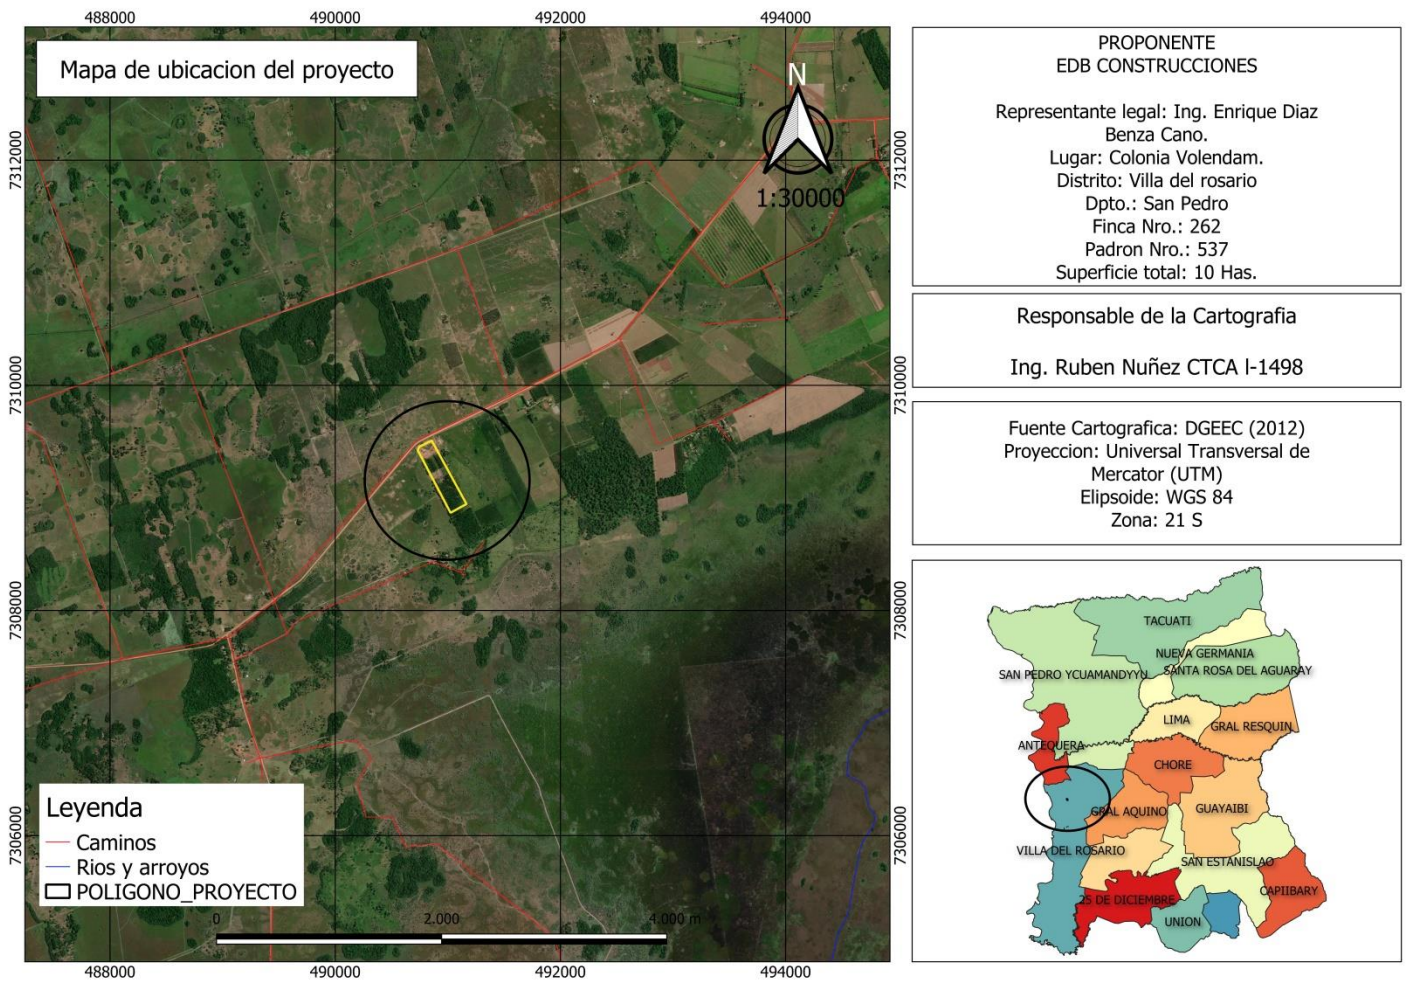 488000
490000
492000
494000
Mapa de ubicacion del proyecto
N
1:30000
7312000
7312000
7310000
7310000
7308000
7308000
7306000
7306000
Leyenda
Caminos
Rios y arroyos
POLIGONO_PROYECTO
0
2.000
4.000 m
488000
490000
492000
494000
PROPONENTE
EDB CONSTRUCCIONES
Representante legal: Ing. Enrique Diaz
Benza Cano.
Lugar: Colonia Volendam.
Distrito: Villa del rosario
Dpto.: San Pedro
Finca Nro.: 262
Padron Nro.: 537
Superficie total: 10 Has.
Responsable de la Cartografia
Ing. Ruben Nuñez CTCA I-1498
Fuente Cartografica: DGEEC (2012)
Proyeccion: Universal Transversal de
Mercator (UTM)
Elipsoide: WGS 84
Zona: 21 S
TACUATI
NUEVA GERMANIA
SAN PEDRO YCUAMANDYYU
SANTA ROSA DEL AGUARAY
LIMA
GRAL RESQUIN
ANTEQUERA
CHORE
GRAL AQUINO
GUAYAIBI
VILLA DEL ROSARIO
SAN ESTANISLAO
25 DE DICIEMBRE
CAPIIBARY
UNION